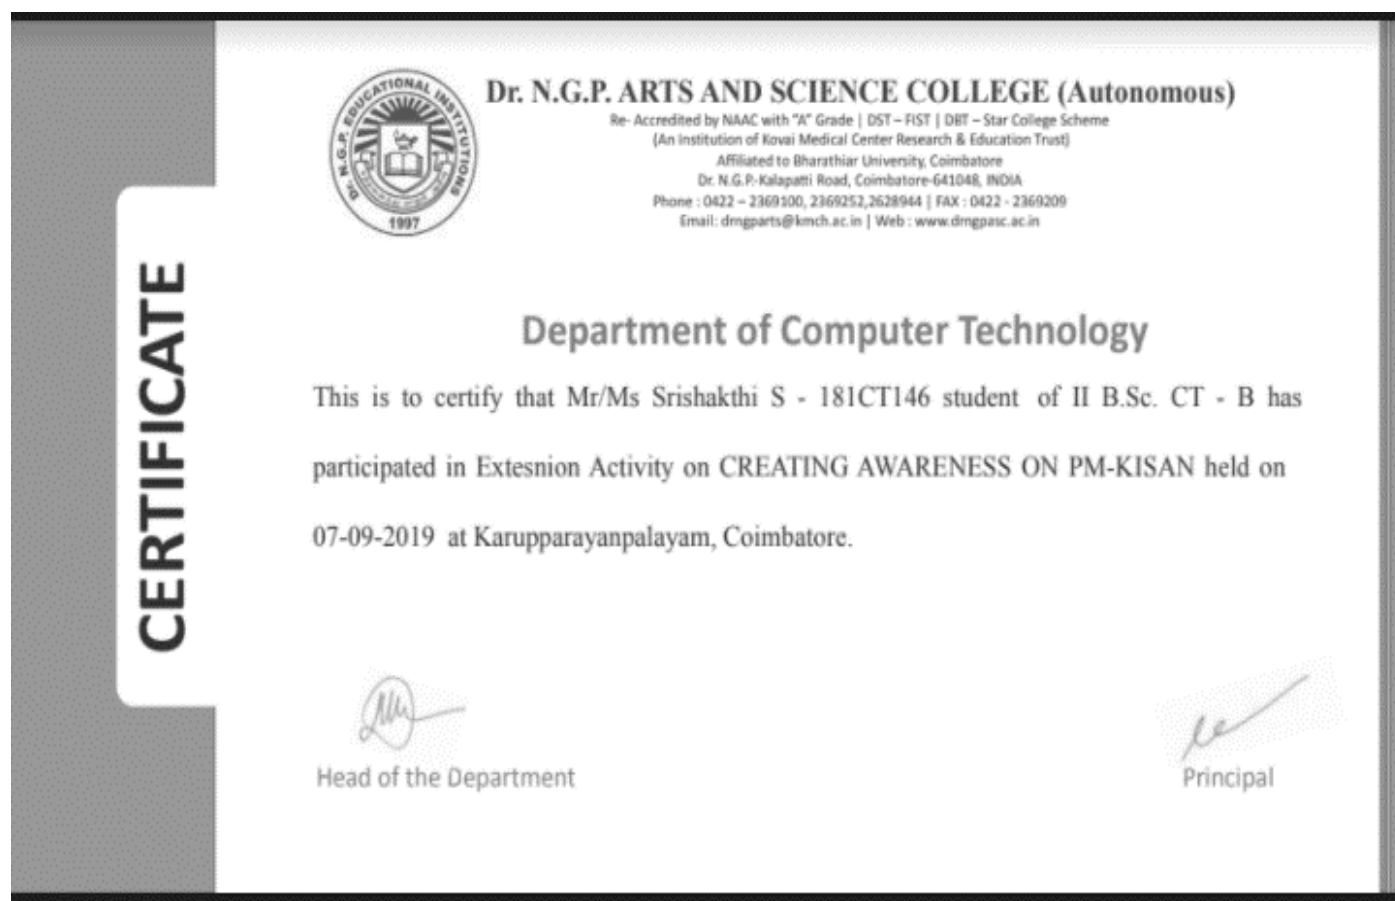 Dr. N.G.P. EDUCATIONAL INSTITUTIONS
1997
Dr. N.G.P. ARTS AND SCIENCE COLLEGE (Autonomous)
Re- Accredited by NAAC with "A" Grade | DST – FIST | DBT – Star College Scheme
(An Institution of Kovai Medical Center Research & Education Trust)
Affiliated to Bharathiar University, Coimbatore
Dr. N.G.P.-Kalapatti Road, Coimbatore-641048, INDIA
Phone : 0422 – 2369100, 2369252,2628944 | FAX : 0422 - 2369209
Email: drngparts@kmch.ac.in | Web : www.drngpasc.ac.in
CERTIFICATE
Department of Computer Technology
This is to certify that Mr/Ms Srishakthi S - 181CT146 student of II B.Sc. CT - B has
participated in Extesnion Activity on CREATING AWARENESS ON PM-KISAN held on
07-09-2019 at Karupparayanpalayam, Coimbatore.
Head of the Department
Principal